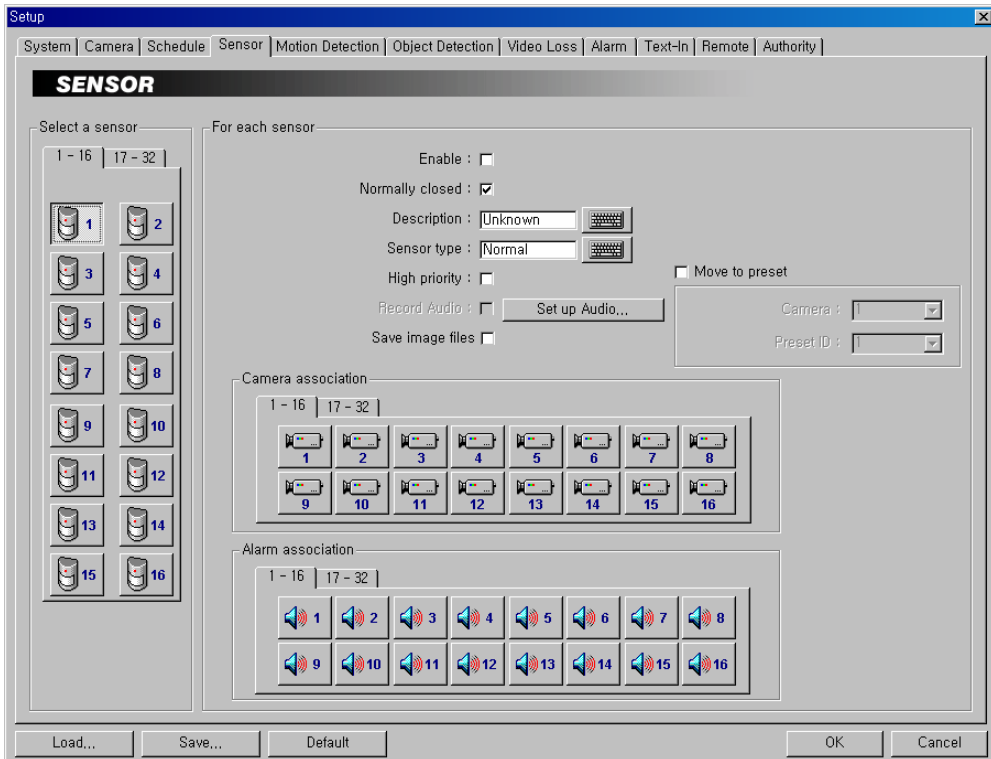 Setup
System Camera Schedule Sensor Motion Detection Object Detection Video Loss Alarm Text-In Remote Authority
SENSOR
Select a sensor
1 - 16 17 - 32
1 2
3 4
5 6
7 8
9 10
11 12
13 14
15 16
For each sensor
Enable :
Normally closed :
Description : Unknown
Sensor type : Normal
High priority :
Record Audio : Set up Audio...
Save image files
Move to preset
Camera : 1
Preset ID : 1
Camera association
1 - 16 17 - 32
1 2 3 4 5 6 7 8
9 10 11 12 13 14 15 16
Alarm association
1 - 16 17 - 32
1 2 3 4 5 6 7 8
9 10 11 12 13 14 15 16
Load... Save... Default OK Cancel